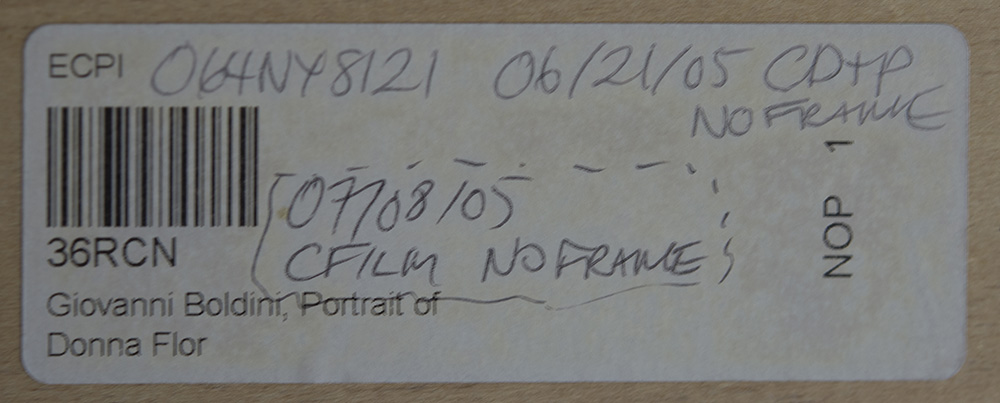 ECPI 064NY8121 06/21/05 CD+P
NO FRAME
07/08/05
CFILM NO FRAME
36RCN
Giovanni Boldini, Portrait of
Donna Flor
NOP 1